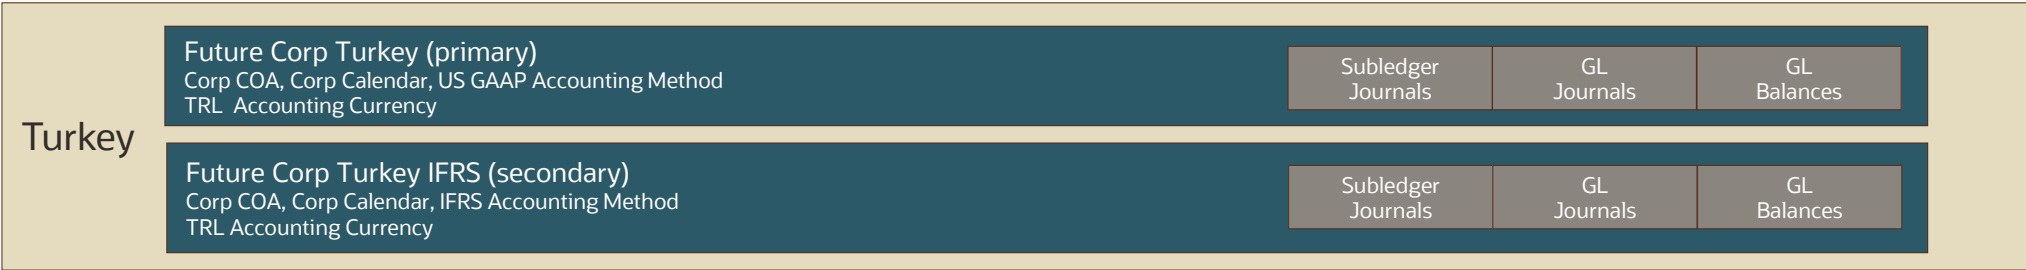 Turkey
Future Corp Turkey (primary)
Corp COA, Corp Calendar, US GAAP Accounting Method
TRL  Accounting Currency
Subledger
Journals
GL
Journals
GL
Balances
Future Corp Turkey IFRS (secondary)
Corp COA, Corp Calendar, IFRS Accounting Method
TRL Accounting Currency
Subledger
Journals
GL
Journals
GL
Balances